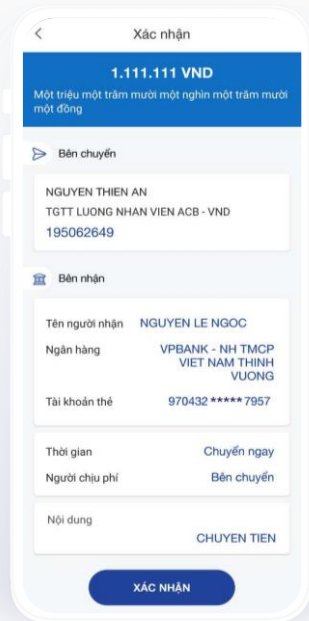 Xác nhận
1.111.111 VND
Một triệu một trăm mười một nghìn một trăm mười
một đồng
Bên chuyển
NGUYEN THIEN AN
TGTT LUONG NHAN VIEN ACB - VND
195062649
Bên nhận
Tên người nhận NGUYEN LE NGOC
Ngân hàng VPBANK - NH TMCP
VIET NAM THINH
VUONG
Tài khoản thẻ 970432 ***** 7957
Thời gian Chuyển ngay
Người chịu phí Bên chuyển
Nội dung
CHUYEN TIEN
XÁC NHẬN